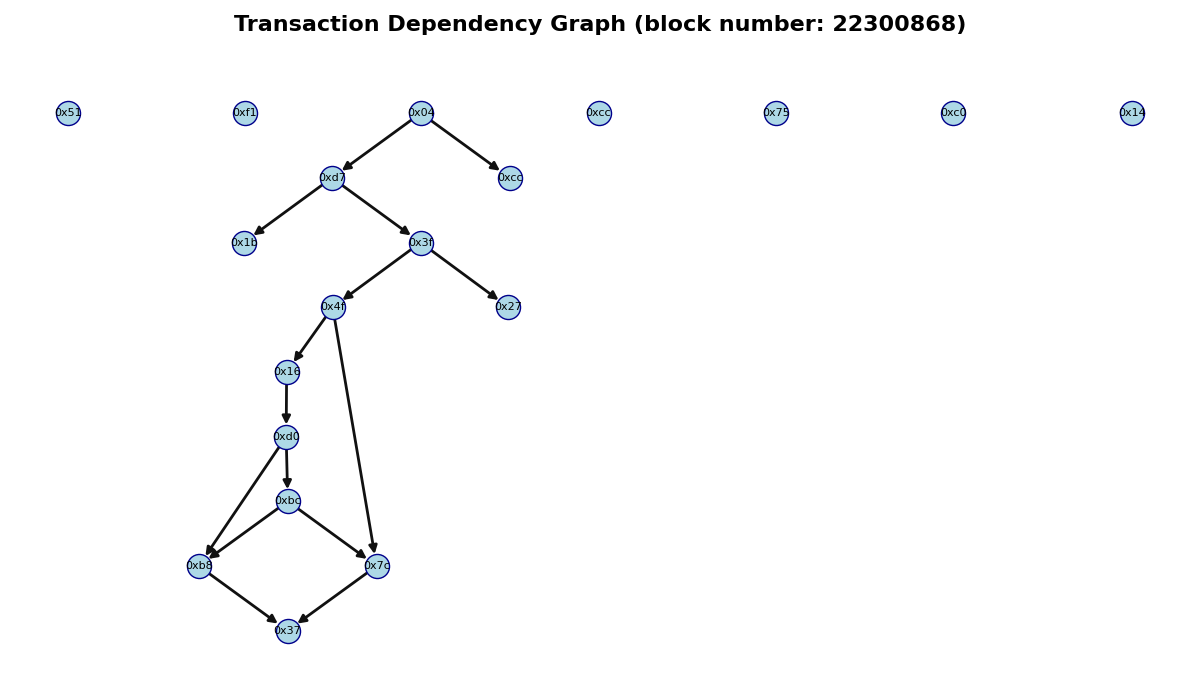 Transaction Dependency Graph (block number: 22300868)
0x51 0xf1 0x04 0xcc 0x75 0xc0 0x14
0xd7 0xcc
0x1b 0x3f
0x4f 0x27
0x16
0xd0
0xbc
0xb8 0x7c
0x37